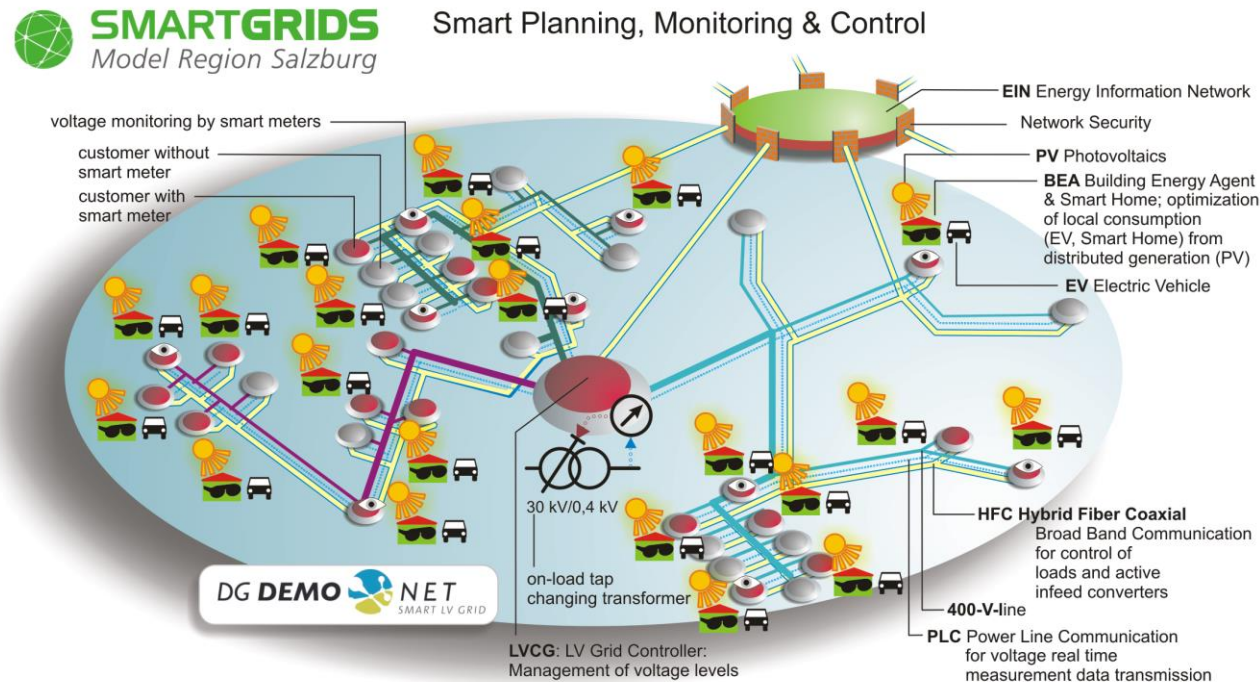 SMARTGRIDS
Model Region Salzburg
Smart Planning, Monitoring & Control
voltage monitoring by smart meters
customer without
smart meter
customer with
smart meter
EIN Energy Information Network
Network Security
PV Photovoltaics
BEA Building Energy Agent
& Smart Home; optimization
of local consumption
(EV, Smart Home) from
distributed generation (PV)
EV Electric Vehicle
30 kV/0,4 kV
on-load tap
changing transformer
HFC Hybrid Fiber Coaxial
Broad Band Communication
for control of
loads and active
infeed converters
400-V-line
PLC Power Line Communication
for voltage real time
measurement data transmission
DG DEMO NET
SMART LV GRID
LVCG: LV Grid Controller:
Management of voltage levels